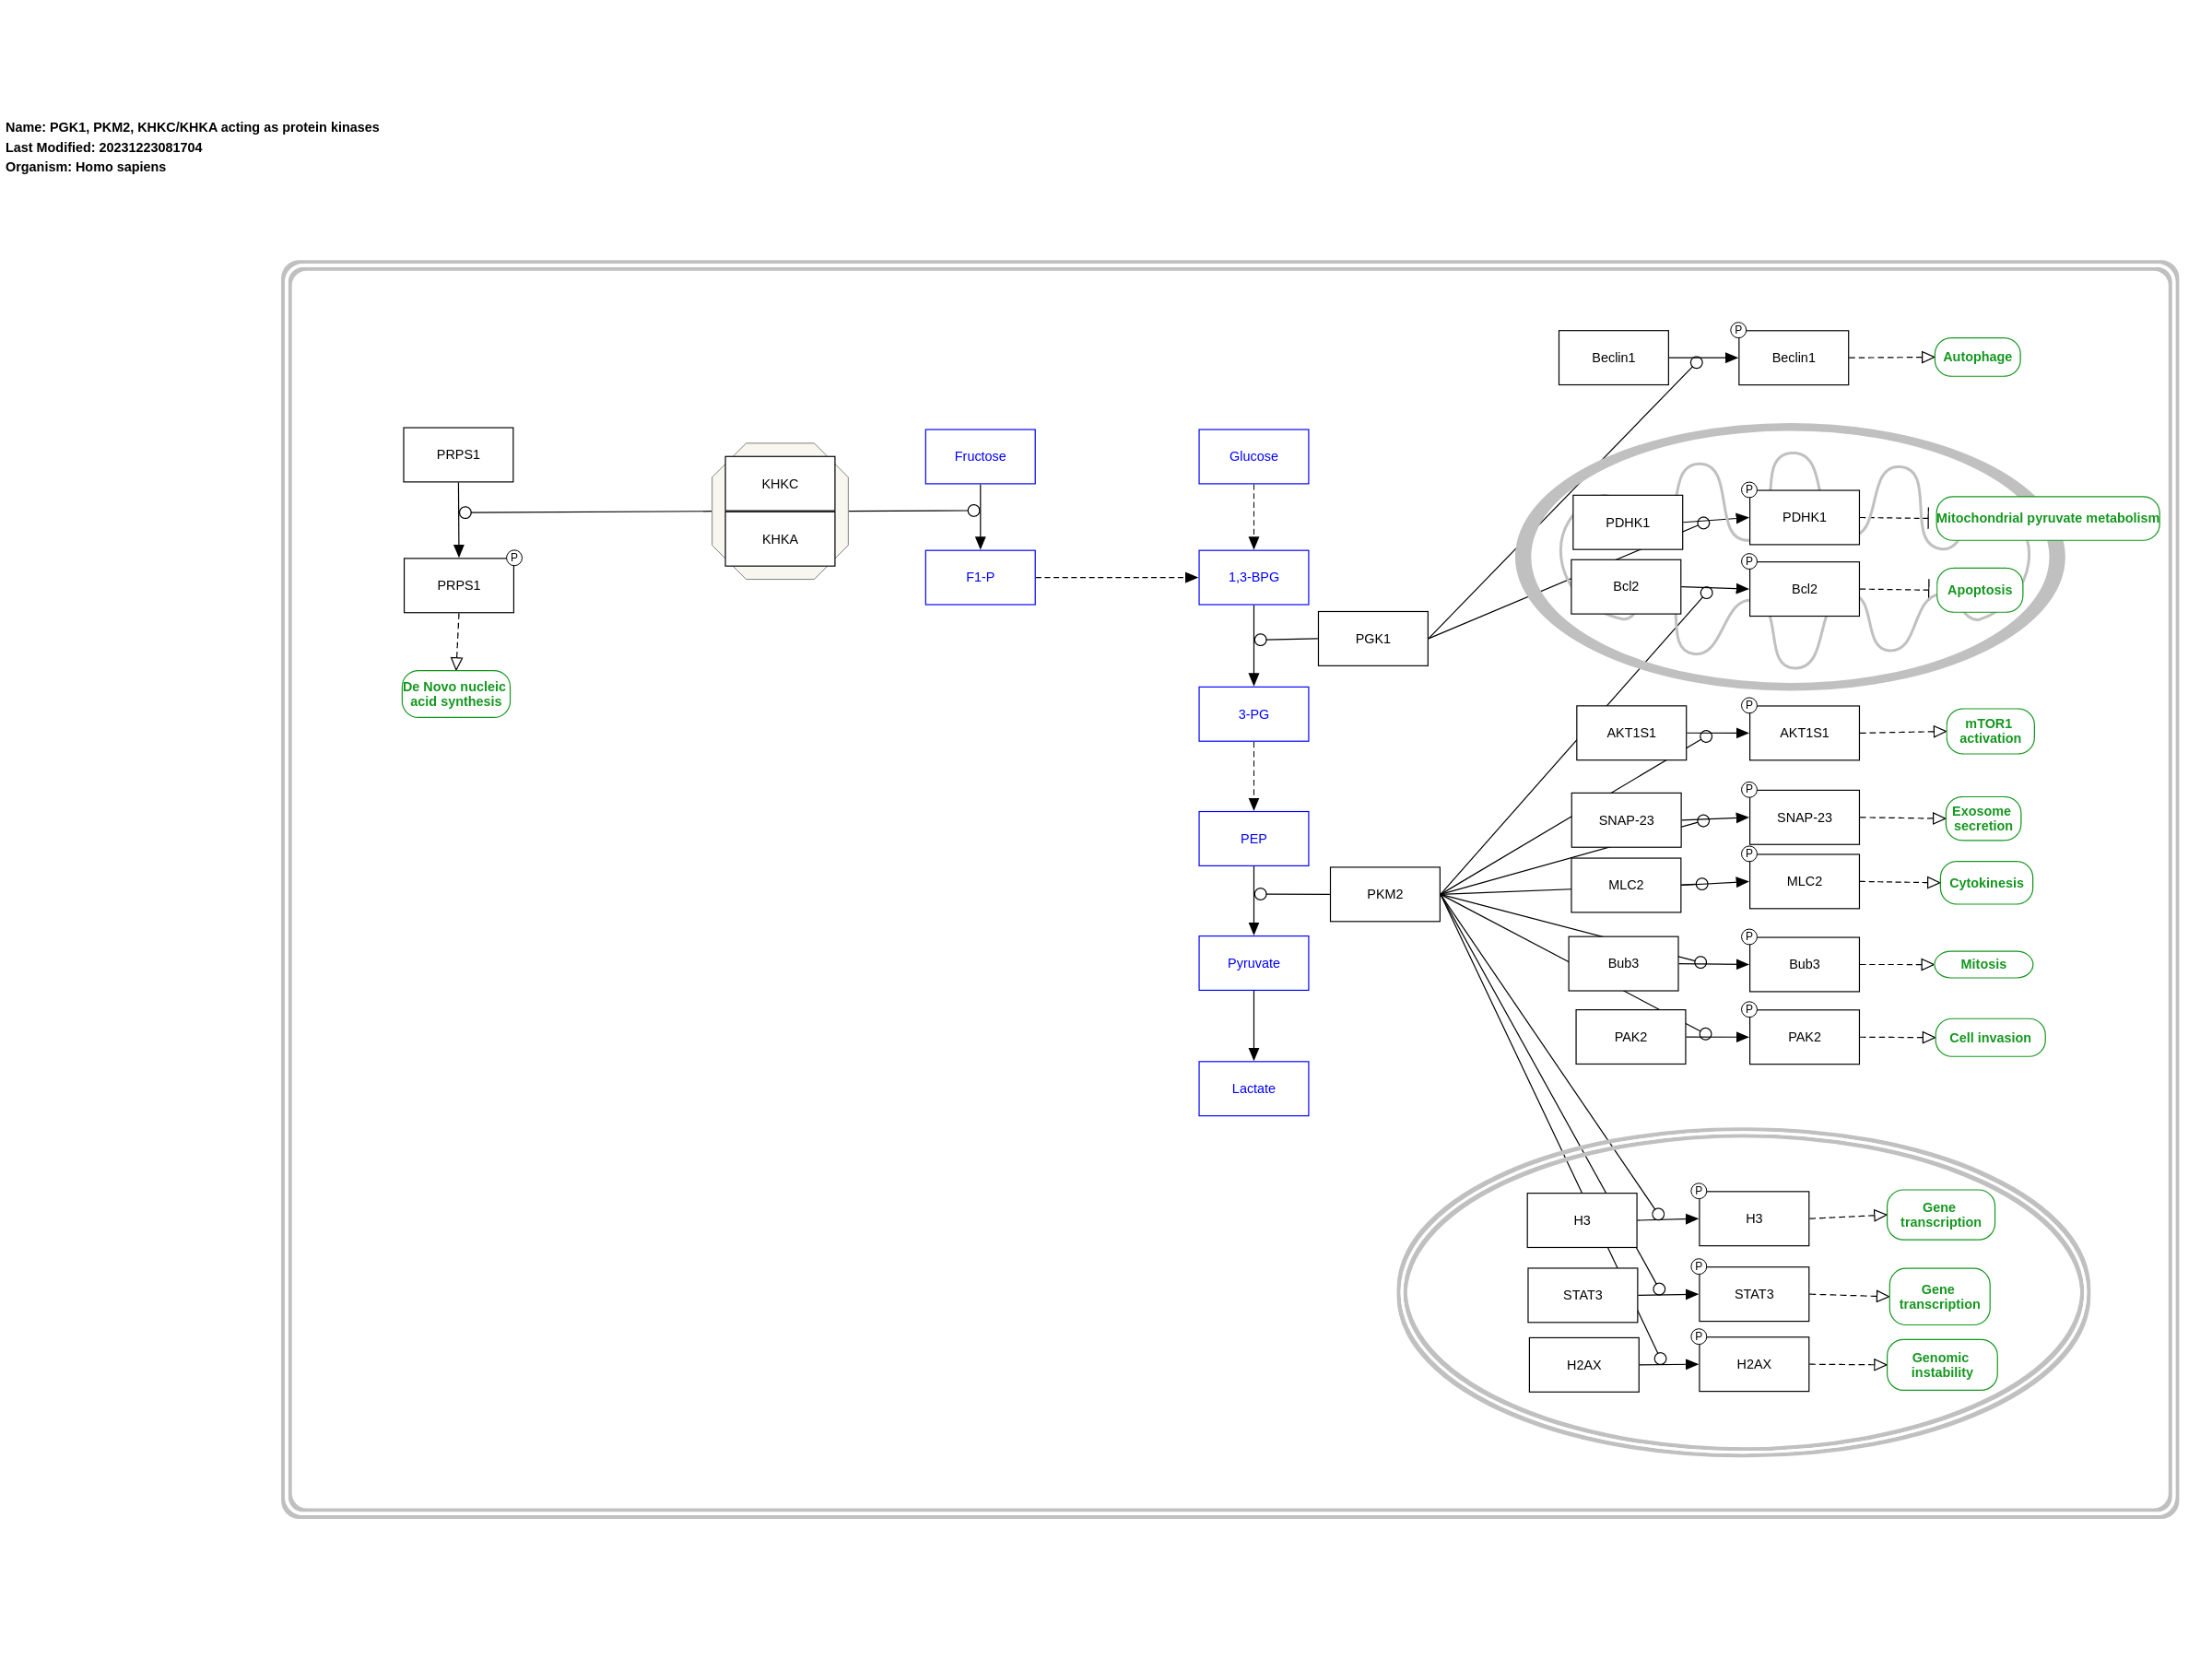 Name: PGK1, PKM2, KHKC/KHKA acting as protein kinases
Last Modified: 20231223081704
Organism: Homo sapiens
Beclin1
P
Beclin1
Autophage
PRPS1
KHKC
KHKA
Fructose
Glucose
PDHK1
P
PDHK1
Mitochondrial pyruvate metabolism
P
PRPS1
F1-P
1,3-BPG
Bcl2
P
Bcl2
Apoptosis
PGK1
De Novo nucleic
acid synthesis
3-PG
AKT1S1
P
AKT1S1
mTOR1
activation
PEP
SNAP-23
P
SNAP-23
Exosome
secretion
PKM2
MLC2
P
MLC2
Cytokinesis
Pyruvate
Bub3
P
Bub3
Mitosis
PAK2
P
PAK2
Cell invasion
Lactate
H3
P
H3
Gene
transcription
STAT3
P
STAT3
Gene
transcription
H2AX
P
H2AX
Genomic
instability